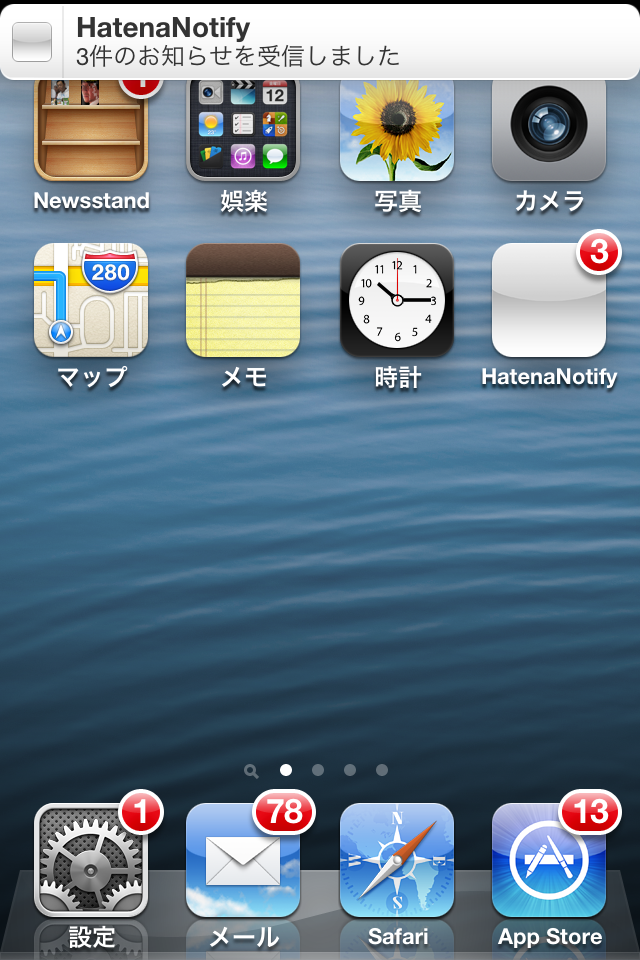 HatenaNotify
3件のお知らせを受信しました
1
12
Newsstand
娯楽
写真
カメラ
280
3
12
11
1
10
2
9
3
8
4
7
5
6
マップ
メモ
時計
HatenaNotify
1
78
13
N
W
E
S
設定
メール
Safari
App Store